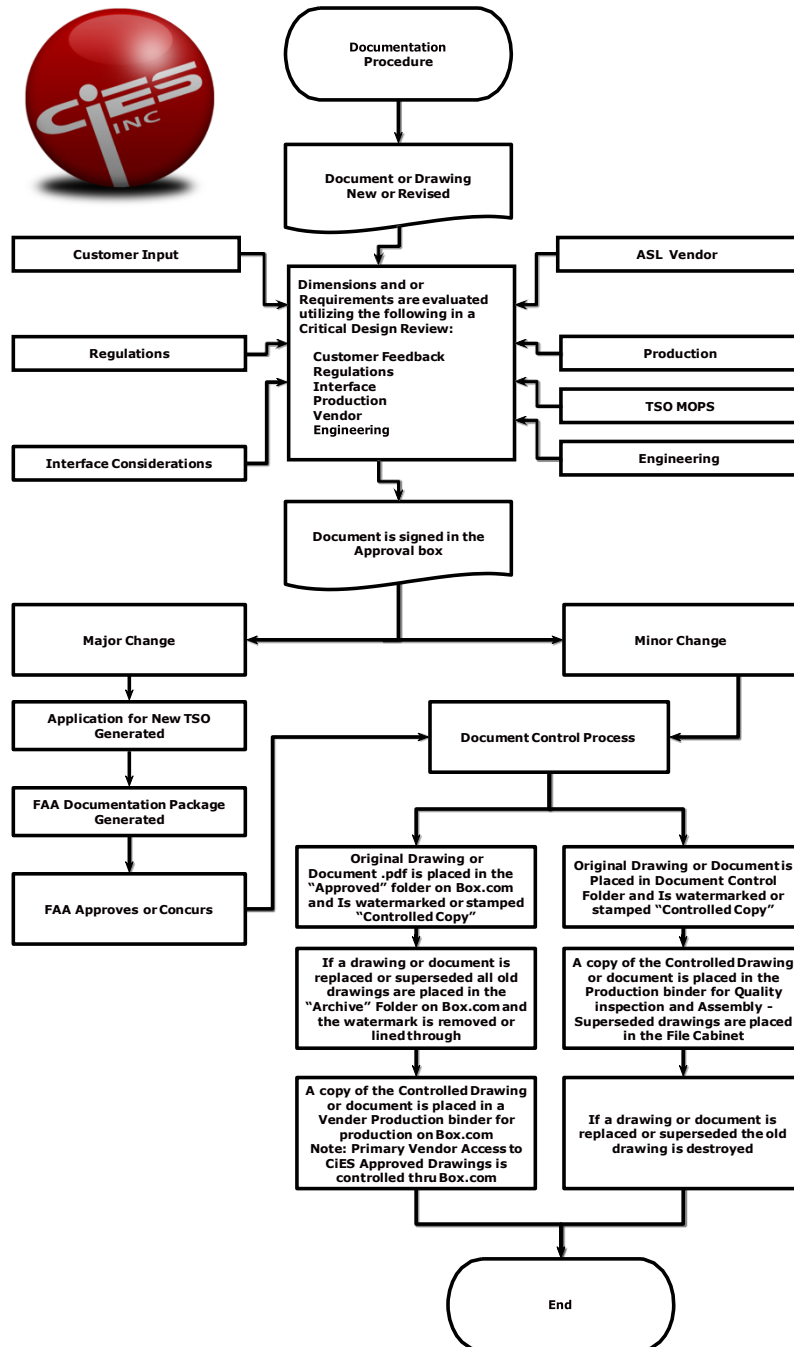 CiES
INC
Documentation
Procedure
Document or Drawing
New or Revised
Customer Input
ASL Vendor
Dimensions and or
Requirements are evaluated
utilizing the following in a
Critical Design Review:
Customer Feedback
Regulations
Interface
Production
Vendor
Engineering
Regulations
Production
TSO MOPS
Interface Considerations
Engineering
Document is signed in the
Approval box
Major Change
Minor Change
Application for New TSO
Generated
Document Control Process
FAA Documentation Package
Generated
FAA Approves or Concurs
Original Drawing or
Document .pdf is placed in the
“Approved” folder on Box.com
and Is watermarked or stamped
“Controlled Copy”
Original Drawing or Document is
Placed in Document Control
Folder and Is watermarked or
stamped “Controlled Copy”
If a drawing or document is
replaced or superseded all old
drawings are placed in the
“Archive” Folder on Box.com and
the watermark is removed or
lined through
A copy of the Controlled Drawing
or document is placed in the
Production binder for Quality
inspection and Assembly -
Superseded drawings are placed
in the File Cabinet
A copy of the Controlled Drawing
or document is placed in a
Vender Production binder for
production on Box.com
Note: Primary Vendor Access to
CiES Approved Drawings is
controlled thru Box.com
If a drawing or document is
replaced or superseded the old
drawing is destroyed
End